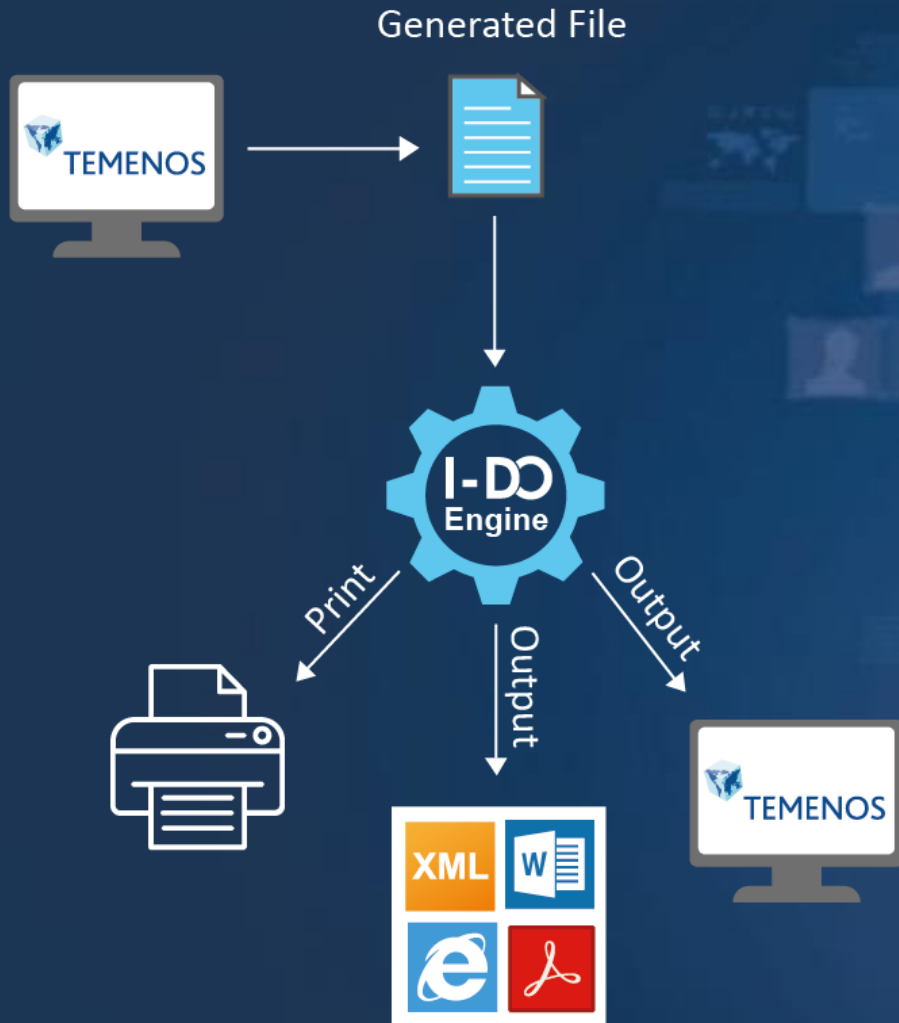 Generated File
TEMENOS
I-DO
Engine
Print
Output
Output
TEMENOS
XML
W
e